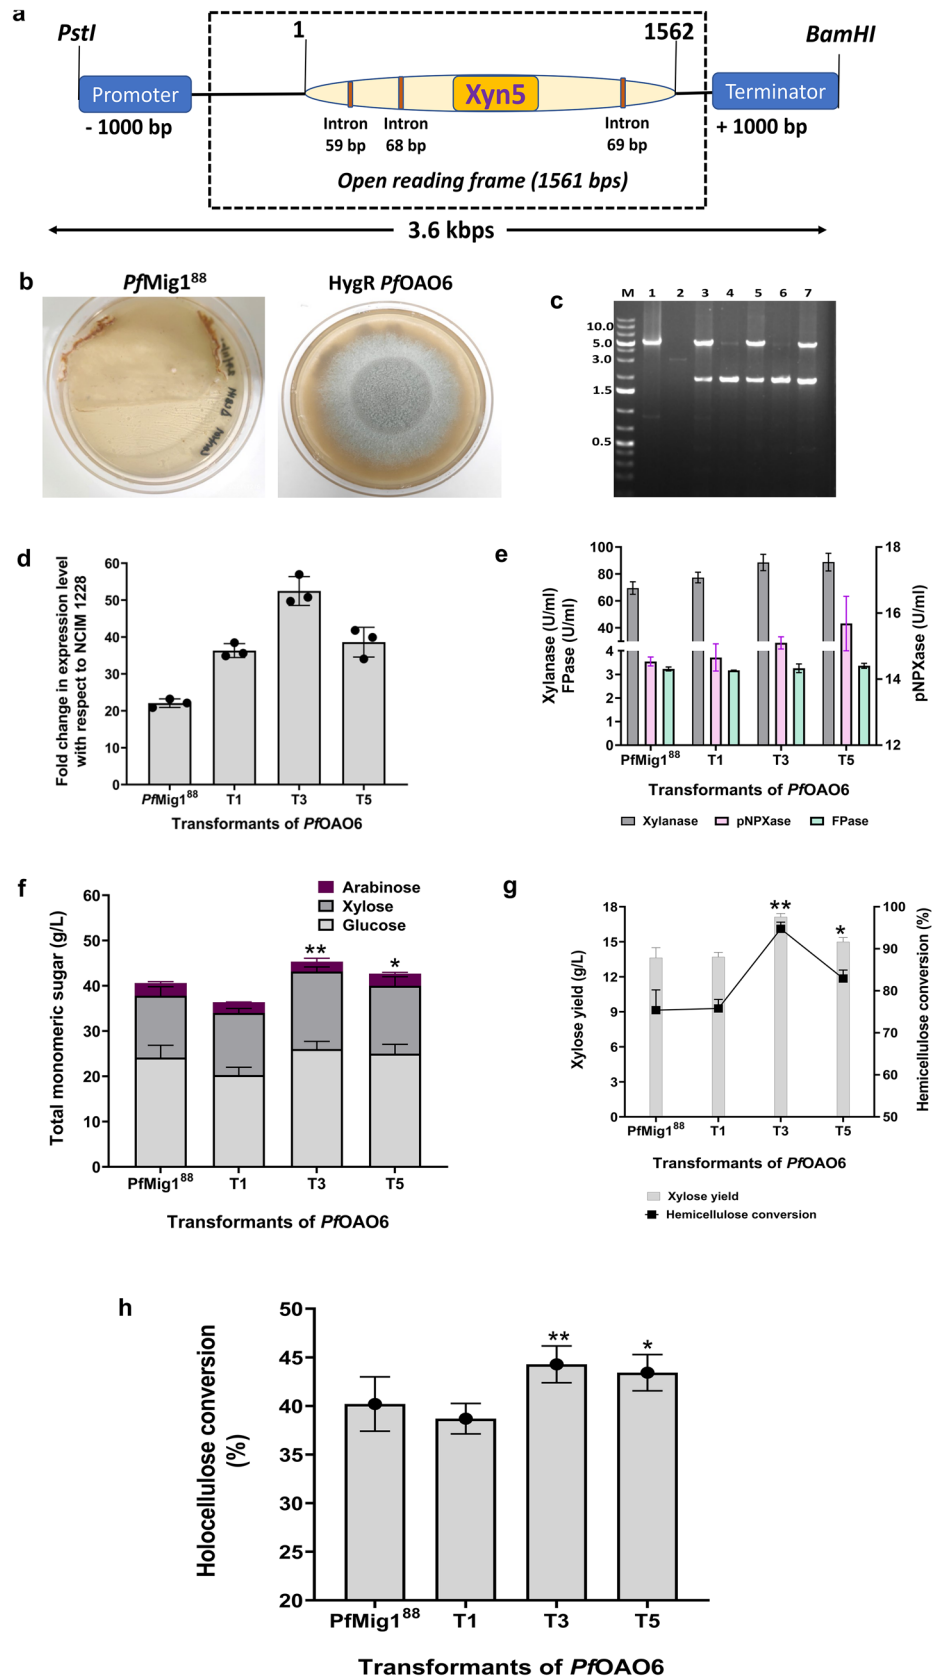 a
PstI
1
1562
BamHI
Promoter
Xyn5
Terminator
- 1000 bp
Intron
59 bp
Intron
68 bp
Intron
69 bp
+ 1000 bp
Open reading frame (1561 bps)
3.6 kbps
b
PfMig1⁸⁸
HygR PfOAO6
c
M 1 2 3 4 5 6 7
10.0
5.0
3.0
1.5
0.5
d
Fold change in expression level
with respect to NCIM 1228
60
50
40
30
20
10
0
PfMig1⁸⁸ T1 T3 T5
Transformants of PfOAO6
e
Xylanase (U/ml)
FPase (U/ml)
100
80
60
40
4
3
2
1
0
18
16
14
12
pNPXase (U/ml)
PfMig1⁸⁸ T1 T3 T5
Transformants of PfOAO6
Xylanase pNPXase FPase
f
Total monomeric sugar (g/L)
60
50
40
30
20
10
0
Arabinose
Xylose
Glucose
**
*
PfMig1⁸⁸ T1 T3 T5
Transformants of PfOAO6
g
Xylose yield (g/L)
18
15
12
9
6
3
0
**
*
100
90
80
70
60
50
Hemicellulose conversion (%)
PfMig1⁸⁸ T1 T3 T5
Transformants of PfOAO6
Xylose yield
Hemicellulose conversion
h
Holocellulose conversion
(%)
50
45
40
35
30
25
20
**
*
PfMig1⁸⁸ T1 T3 T5
Transformants of PfOAO6